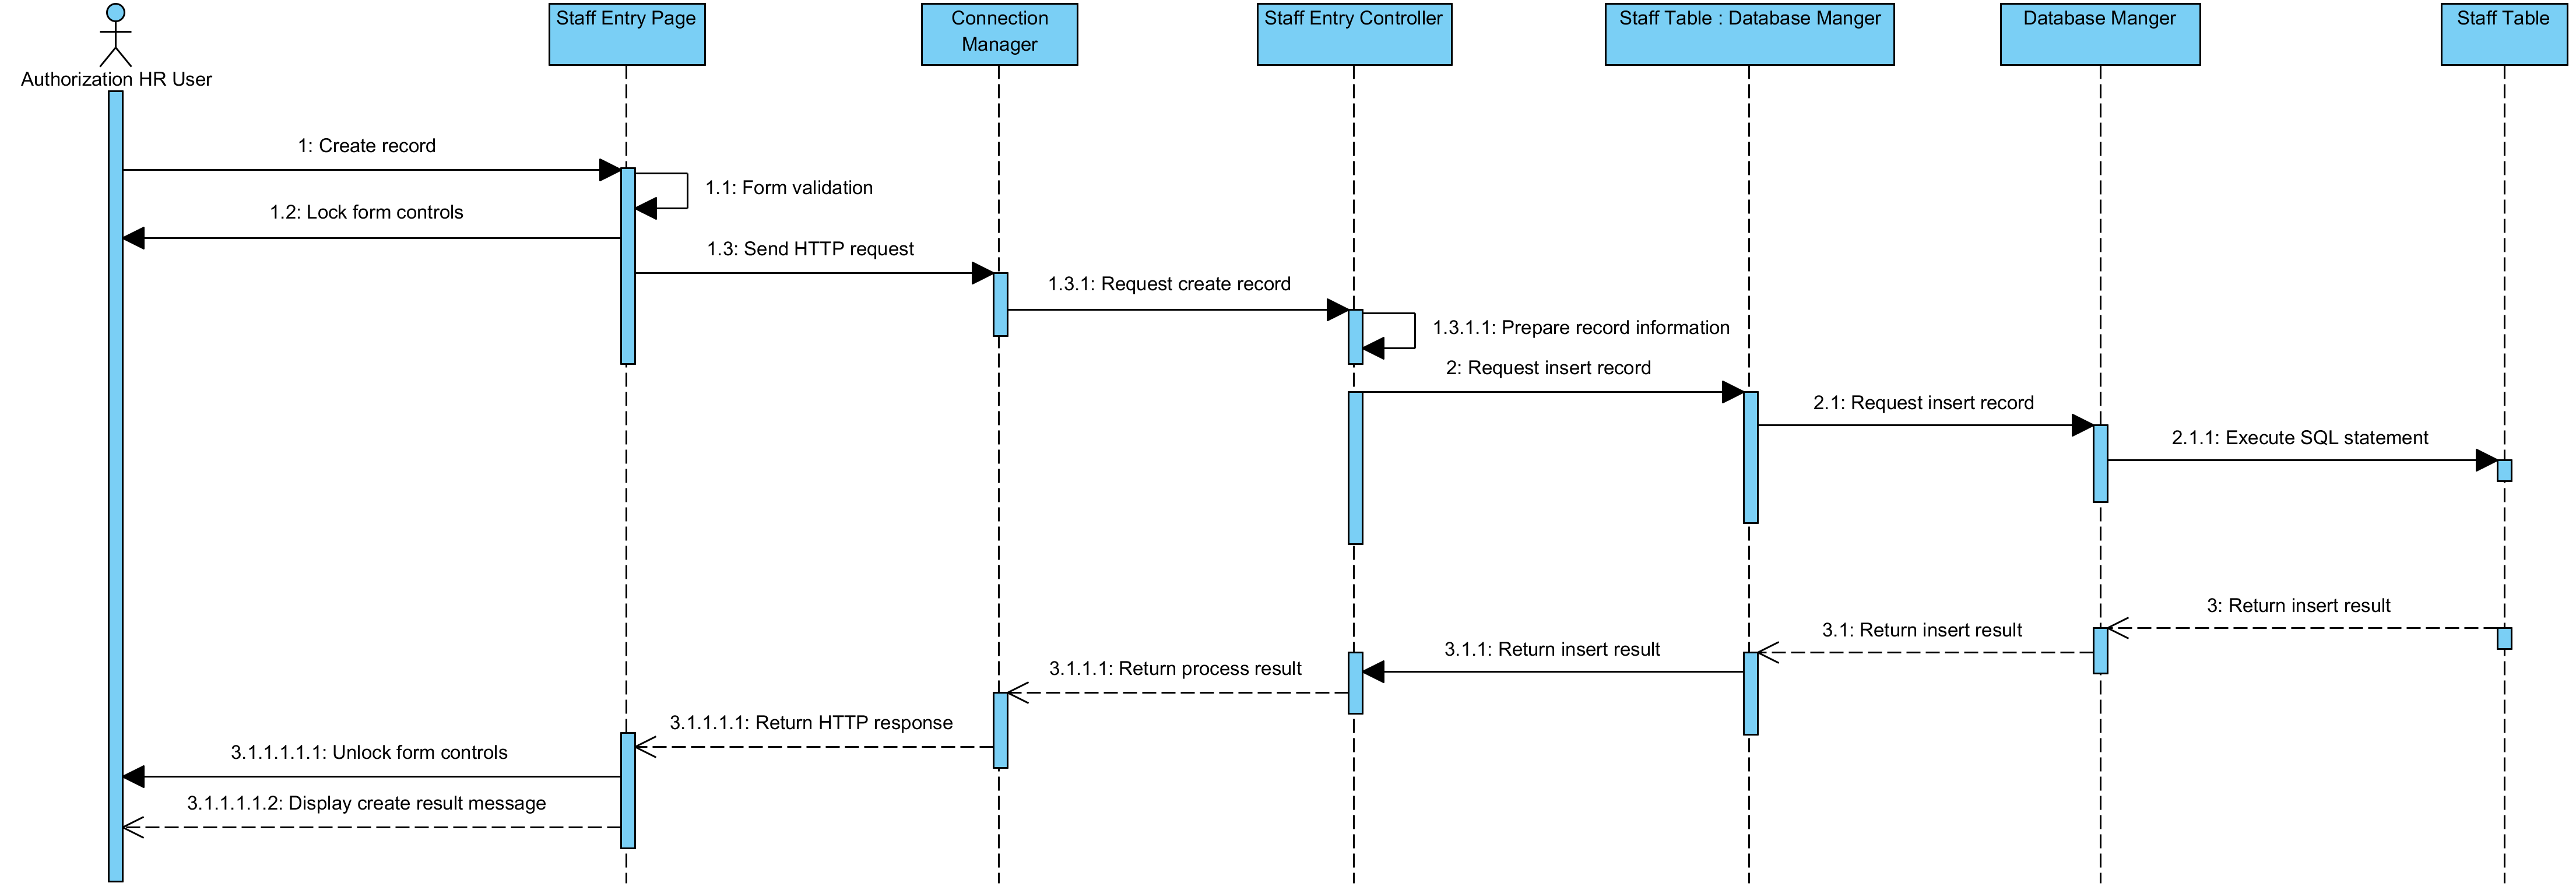 Authorization HR User
Staff Entry Page
Connection
Manager
Staff Entry Controller
Staff Table : Database Manger
Database Manger
Staff Table
1: Create record
1.1: Form validation
1.2: Lock form controls
1.3: Send HTTP request
1.3.1: Request create record
1.3.1.1: Prepare record information
2: Request insert record
2.1: Request insert record
2.1.1: Execute SQL statement
3: Return insert result
3.1: Return insert result
3.1.1: Return insert result
3.1.1.1: Return process result
3.1.1.1.1: Return HTTP response
3.1.1.1.1.1: Unlock form controls
3.1.1.1.1.2: Display create result message